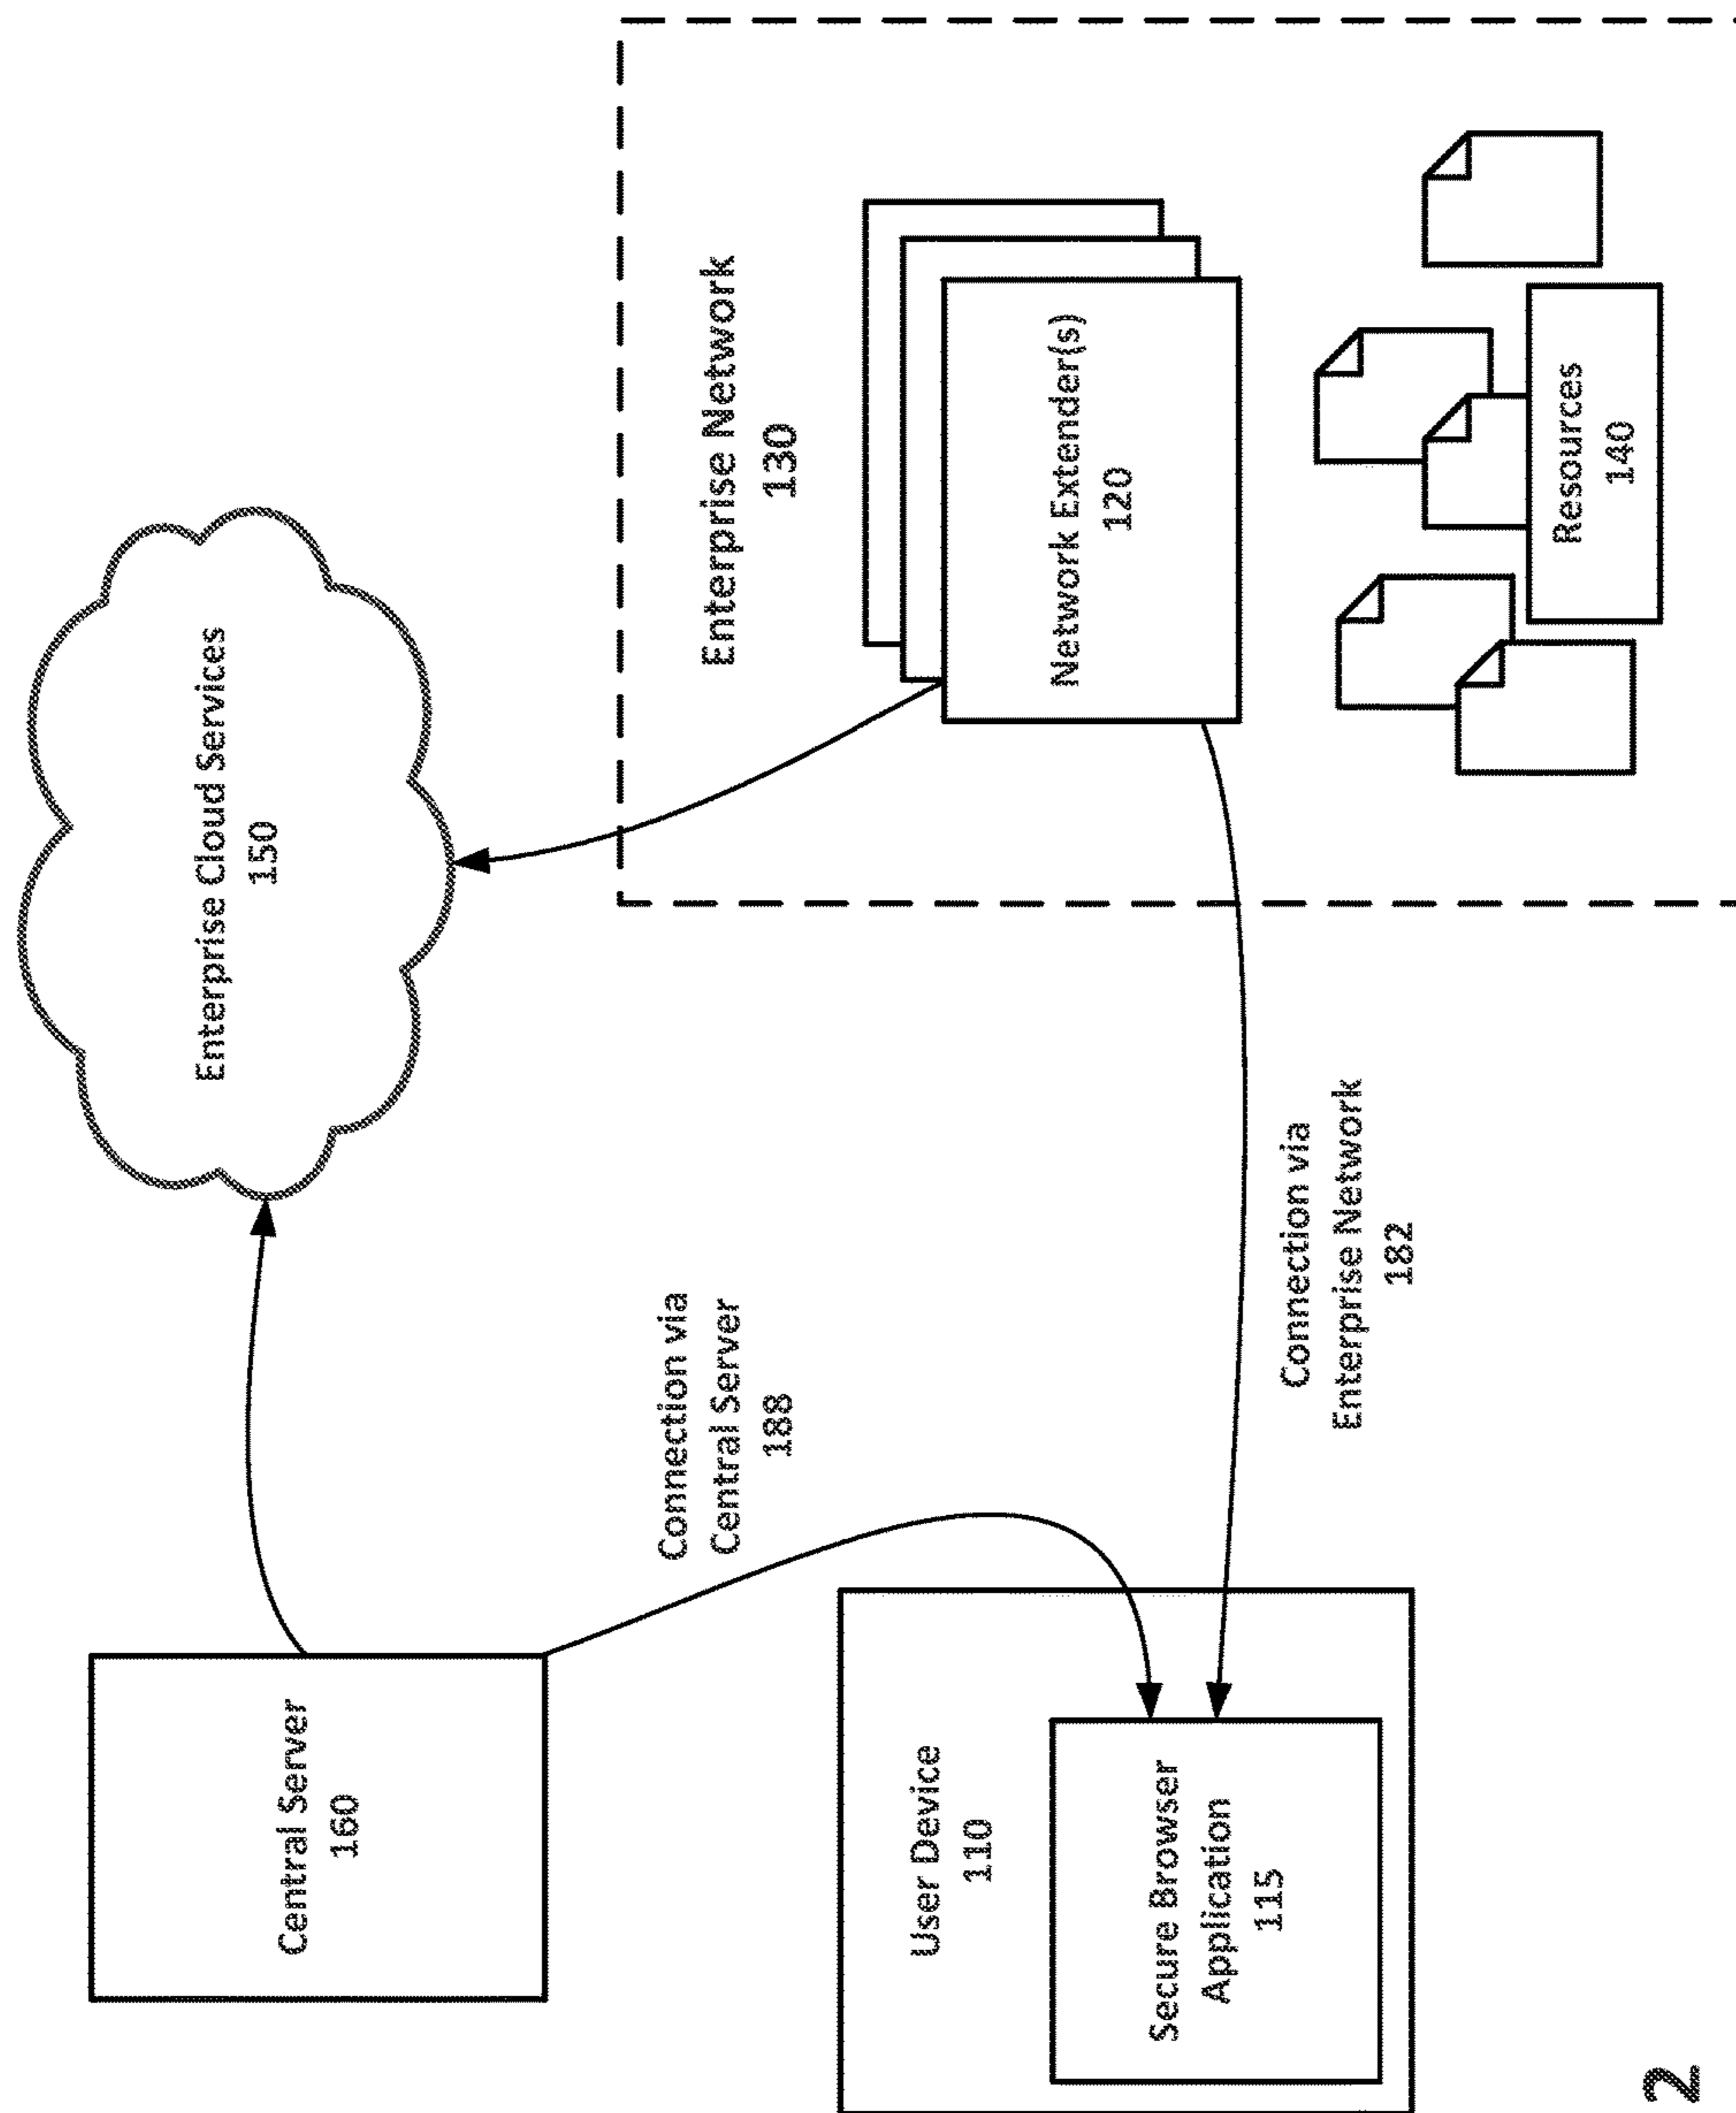 Central Server
160
Enterprise Cloud Services
150
Connection via
Central Server
188
Enterprise Network
130
User Device
110
Secure Browser
Application
115
Network Extender(s)
120
Connection via
Enterprise Network
182
Resources
140
2